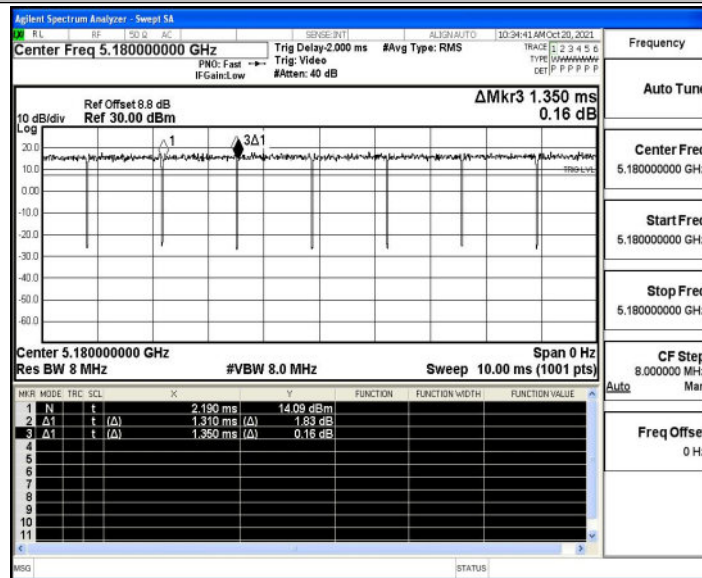 Agilent Spectrum Analyzer - Swept SA
RL RF 50 Ω AC SENSE:INT ALIGNAUTO 10:34:41 AM Oct 20, 2021
Center Freq 5.180000000 GHz
PNO: Fast
IFGain:Low
Trig Delay-2.000 ms
Trig: Video
#Atten: 40 dB
#Avg Type: RMS
TRACE 1 2 3 4 5 6
TYPE WWWWWW
DET P P P P P P
Ref Offset 8.8 dB
10 dB/div Ref 30.00 dBm
ΔMkr3 1.350 ms
0.16 dB
Log
1
3Δ1
20.0
10.0
TRIG LVL
0.00
-10.0
-20.0
-30.0
-40.0
-50.0
-60.0
Center 5.180000000 GHz Span 0 Hz
Res BW 8 MHz #VBW 8.0 MHz Sweep 10.00 ms (1001 pts)
MKR MODE TRC SCL X Y FUNCTION FUNCTION WIDTH FUNCTION VALUE
1 N t 2.190 ms 14.09 dBm
2 Δ1 t (Δ) 1.310 ms (Δ) 1.83 dB
3 Δ1 t (Δ) 1.350 ms (Δ) 0.16 dB
4
5
6
7
8
9
10
11
MSG STATUS
Frequency
Auto Tune
Center Freq
5.180000000 GHz
Start Freq
5.180000000 GHz
Stop Freq
5.180000000 GHz
CF Step
8.000000 MHz
Auto Man
Freq Offset
0 Hz